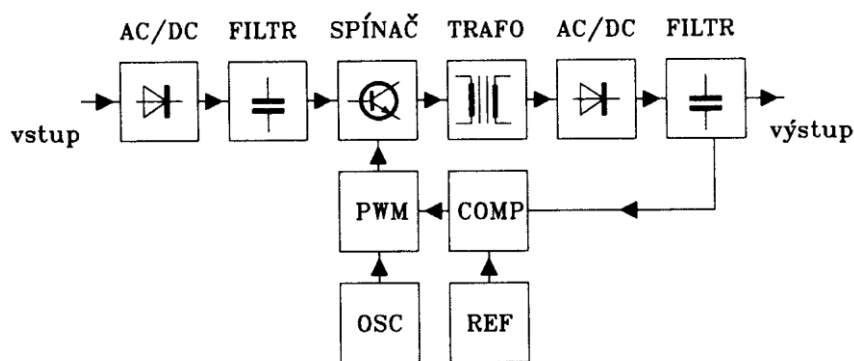 AC/DC FILTR SPÍNAČ TRAFO AC/DC FILTR
vstup výstup
PWM COMP
OSC REF